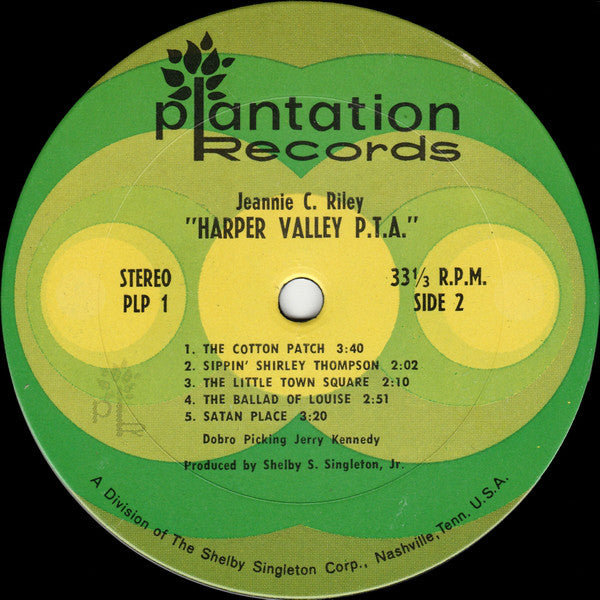 plantation
Records
Jeannie C. Riley
"HARPER VALLEY P.T.A."
STEREO
PLP 1
33⅓ R.P.M.
SIDE 2
1. THE COTTON PATCH 3:40
2. SIPPIN' SHIRLEY THOMPSON 2:02
3. THE LITTLE TOWN SQUARE 2:10
4. THE BALLAD OF LOUISE 2:51
5. SATAN PLACE 3:20
Dobro Picking Jerry Kennedy
Produced by Shelby S. Singleton, Jr.
A Division of The Shelby Singleton Corp., Nashville, Tenn, U.S.A.